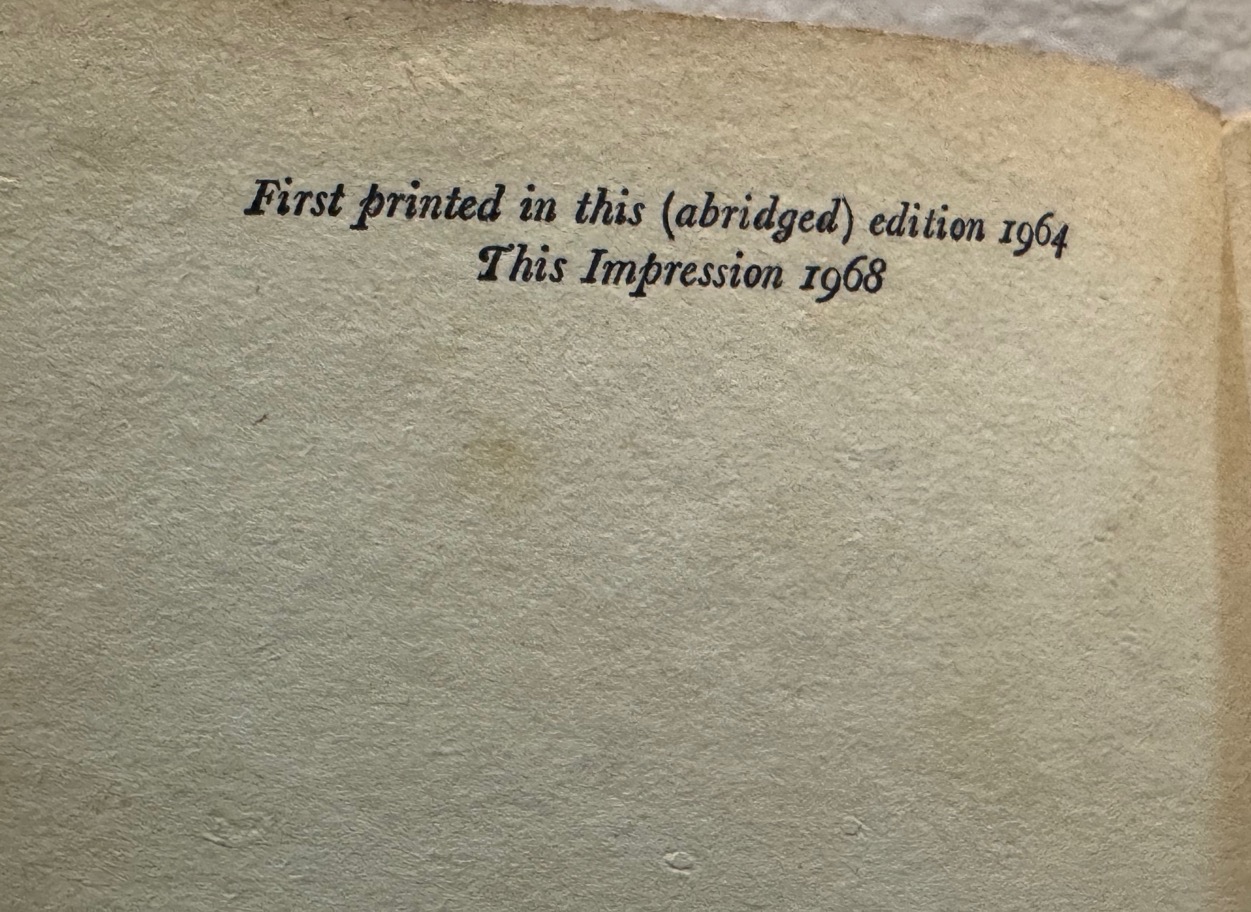 First printed in this (abridged) edition 1964
This Impression 1968